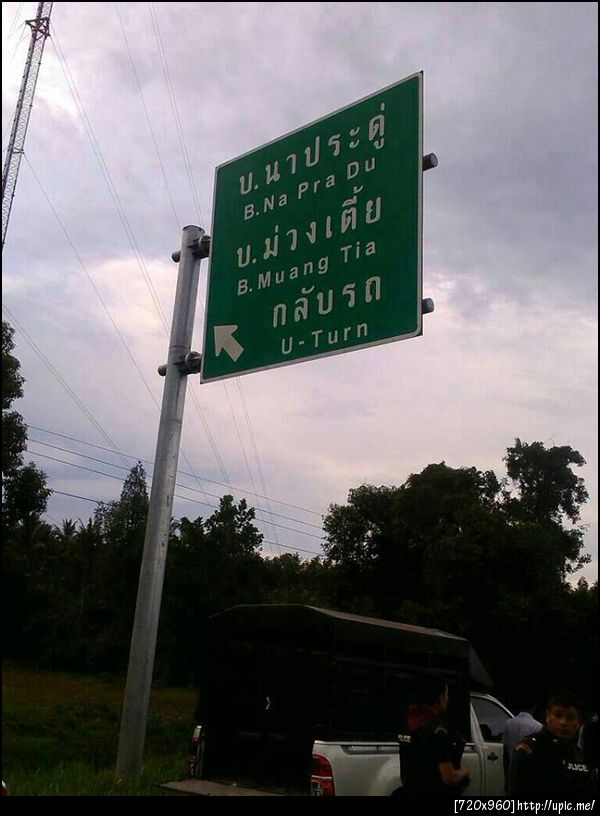 บ.นาประดู่
B.Na Pra Du
บ.ม่วงเตี้ย
B.Muang Tia
กลับรถ
U-Turn
POLICE
[720x960]http://upic.me/